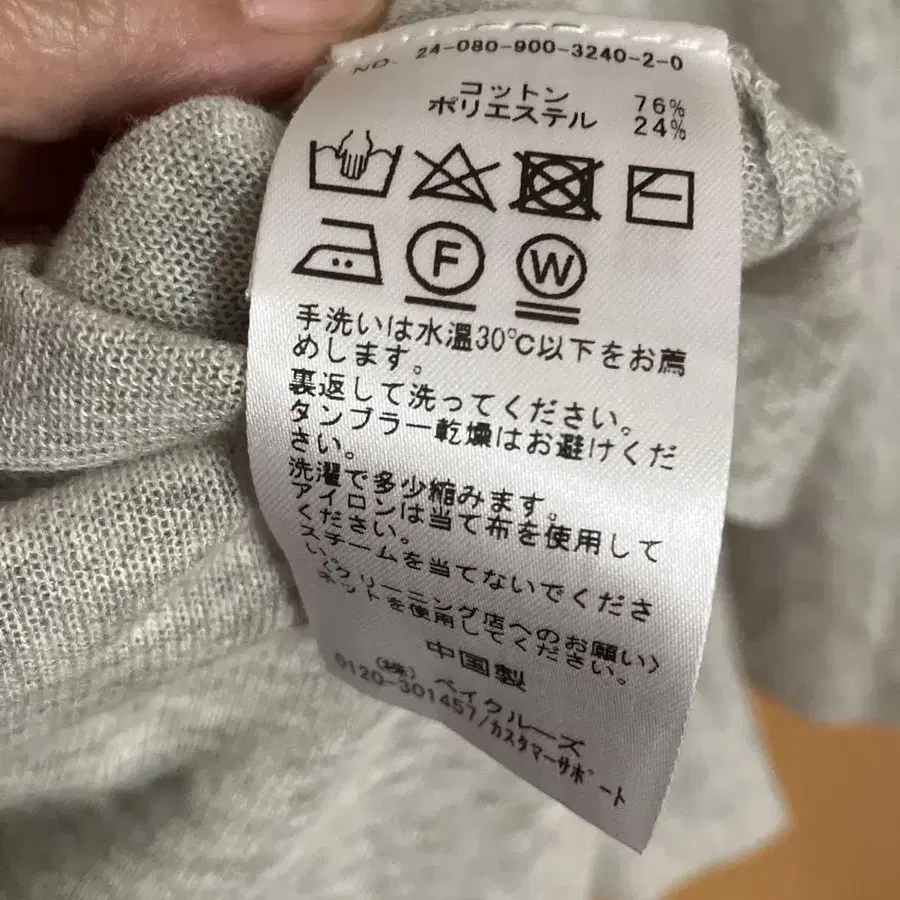 NO. 24-080-900-3240-2-0
コットン 76%
ポリエステル 24%
F W
手洗いは水温30℃以下をお薦
めします。
裏返して洗ってください。
タンブラー乾燥はお避けくだ
さい。
洗濯で多少縮みます。
アイロンは当て布を使用して
ください。
スチームを当てないでくださ
い。
〈クリーニング店へのお願い〉
ネットを使用してください。
中国製
(株) ベイクルーズ
0120-301457/カスタマーサポート